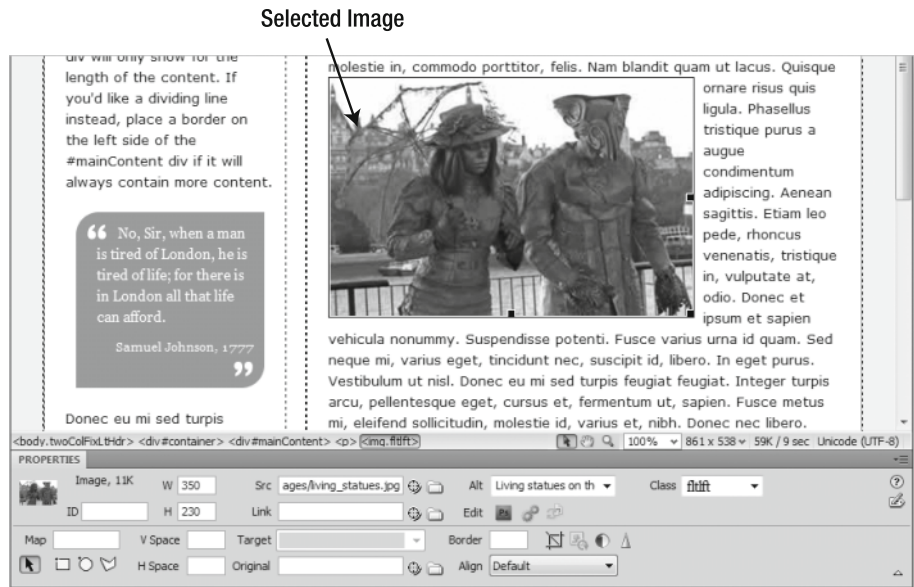 Selected Image
div will only show for the
length of the content. If
you'd like a dividing line
instead, place a border on
the left side of the
#mainContent div if it will
always contain more content.
“ No, Sir, when a man
is tired of London, he is
tired of life; for there is
in London all that life
can afford.
Samuel Johnson, 1777
”
Donec eu mi sed turpis
molestie in, commodo porttitor, felis. Nam blandit quam ut lacus. Quisque
ornare risus quis
ligula. Phasellus
tristique purus a
augue
condimentum
adipiscing. Aenean
sagittis. Etiam leo
pede, rhoncus
venenatis, tristique
in, vulputate at,
odio. Donec et
ipsum et sapien
vehicula nonummy. Suspendisse potenti. Fusce varius urna id quam. Sed
neque mi, varius eget, tincidunt nec, suscipit id, libero. In eget purus.
Vestibulum ut nisl. Donec eu mi sed turpis feugiat feugiat. Integer turpis
arcu, pellentesque eget, cursus et, fermentum ut, sapien. Fusce metus
mi, eleifend sollicitudin, molestie id, varius et, nibh. Donec nec libero.
<body.twoColFixLtHdr> <div#container> <div#mainContent> <p> <img.fltlft> 100% 861 x 538 59K / 9 sec Unicode (UTF-8)
PROPERTIES
Image, 11K W 350 Src ages/living_statues.jpg Alt Living statues on th Class fltlft
ID H 230 Link Edit Ps
Map V Space Target Border
H Space Original Align Default